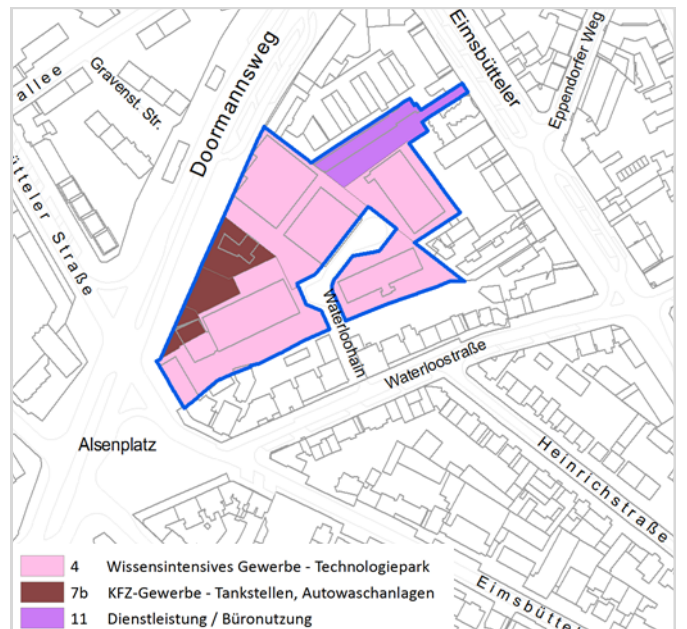 allee
Gravenst. Str.
Doormannsweg
Eimsbütteler
Eppendorfer Weg
ütteler Straße
Waterloohain
Waterloostraße
Alsenplatz
Heinrichstraße
Eimsbütte
4 Wissensintensives Gewerbe - Technologiepark
7b KFZ-Gewerbe - Tankstellen, Autowaschanlagen
11 Dienstleistung / Büronutzung